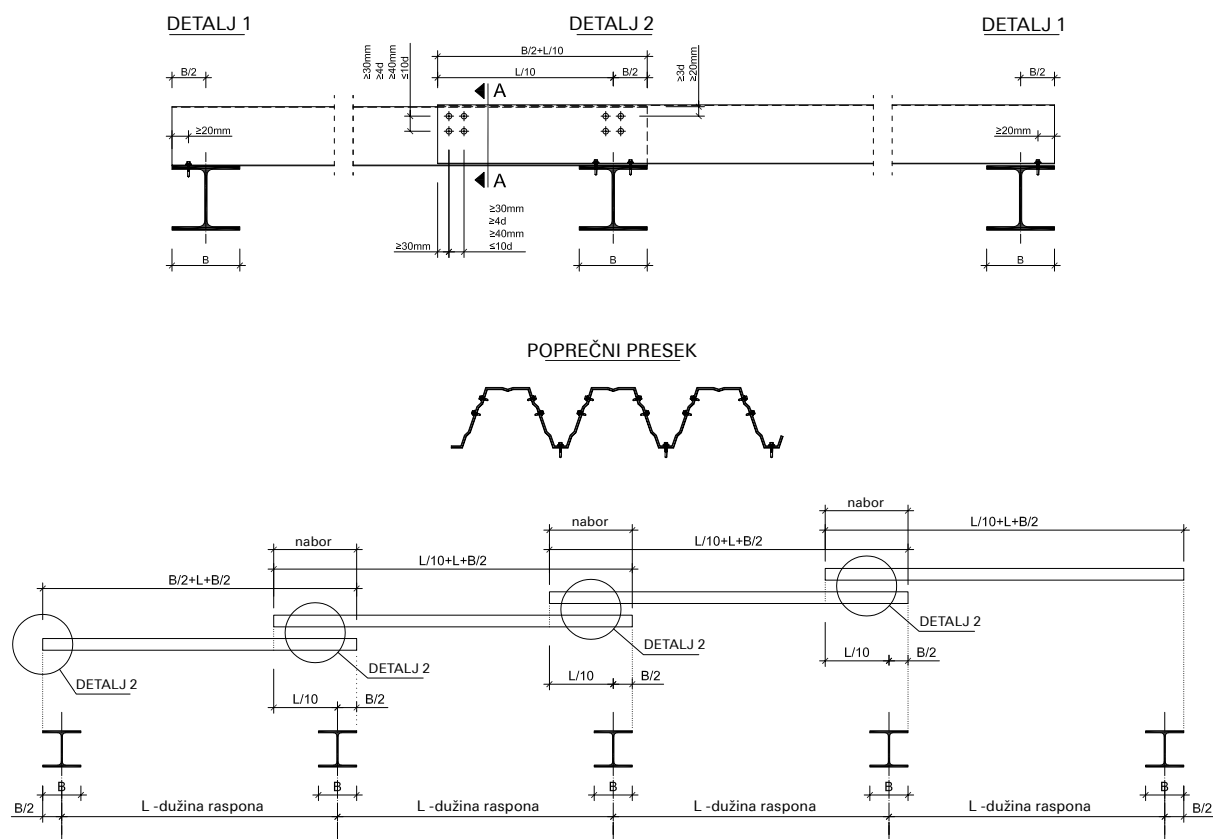 DETALJ 1
DETALJ 2
DETALJ 1
B/2
≥30mm
≥4d
≥40mm
≤10d
B/2+L/10
L/10
B/2
≥3d
≥20mm
B/2
A
≥20mm
≥20mm
A
≥30mm
≥30mm
≥4d
≥40mm
≤10d
B
B
B
POPREČNI PRESEK
nabor
L/10+L+B/2
nabor
L/10+L+B/2
nabor
L/10+L+B/2
B/2+L+B/2
DETALJ 2
DETALJ 2
DETALJ 2
DETALJ 2
L/10
B/2
L/10
B/2
L/10
B/2
B
B
B
B
B
B/2
L -dužina raspona
L -dužina raspona
L -dužina raspona
L -dužina raspona
B/2